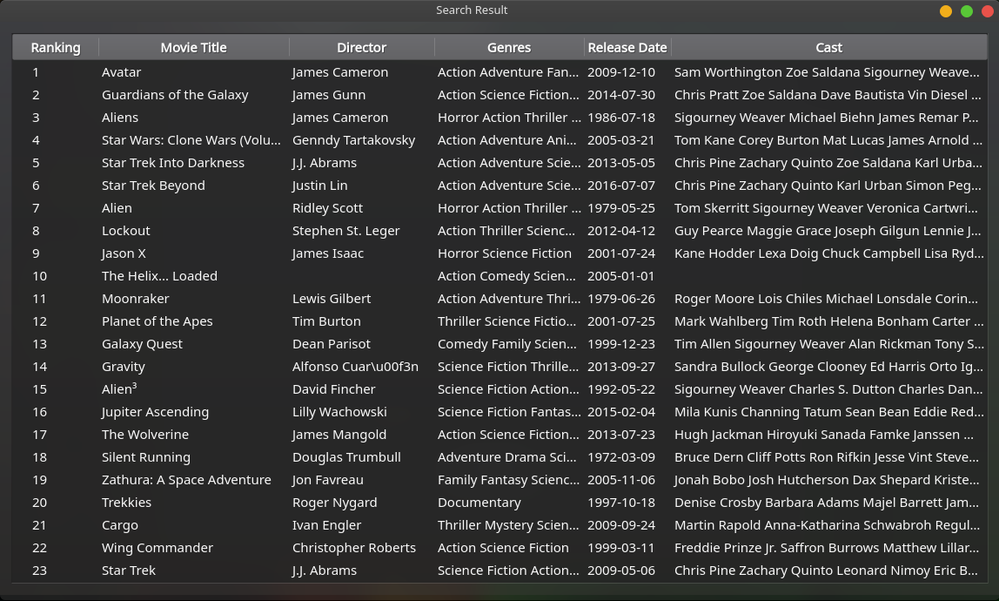 Search Result
Ranking Movie Title Director Genres Release Date Cast
1 Avatar James Cameron Action Adventure Fan... 2009-12-10 Sam Worthington Zoe Saldana Sigourney Weave...
2 Guardians of the Galaxy James Gunn Action Science Fiction... 2014-07-30 Chris Pratt Zoe Saldana Dave Bautista Vin Diesel ...
3 Aliens James Cameron Horror Action Thriller ... 1986-07-18 Sigourney Weaver Michael Biehn James Remar P...
4 Star Wars: Clone Wars (Volu... Genndy Tartakovsky Action Adventure Ani... 2005-03-21 Tom Kane Corey Burton Mat Lucas James Arnold ...
5 Star Trek Into Darkness J.J. Abrams Action Adventure Scie... 2013-05-05 Chris Pine Zachary Quinto Zoe Saldana Karl Urba...
6 Star Trek Beyond Justin Lin Action Adventure Scie... 2016-07-07 Chris Pine Zachary Quinto Karl Urban Simon Peg...
7 Alien Ridley Scott Horror Action Thriller ... 1979-05-25 Tom Skerritt Sigourney Weaver Veronica Cartwri...
8 Lockout Stephen St. Leger Action Thriller Scienc... 2012-04-12 Guy Pearce Maggie Grace Joseph Gilgun Lennie J...
9 Jason X James Isaac Horror Science Fiction 2001-07-24 Kane Hodder Lexa Doig Chuck Campbell Lisa Ryd...
10 The Helix... Loaded Action Comedy Scien... 2005-01-01
11 Moonraker Lewis Gilbert Action Adventure Thri... 1979-06-26 Roger Moore Lois Chiles Michael Lonsdale Corin...
12 Planet of the Apes Tim Burton Thriller Science Fictio... 2001-07-25 Mark Wahlberg Tim Roth Helena Bonham Carter ...
13 Galaxy Quest Dean Parisot Comedy Family Scien... 1999-12-23 Tim Allen Sigourney Weaver Alan Rickman Tony S...
14 Gravity Alfonso Cuar\u00f3n Science Fiction Thrille... 2013-09-27 Sandra Bullock George Clooney Ed Harris Orto Ig...
15 Alien³ David Fincher Science Fiction Action... 1992-05-22 Sigourney Weaver Charles S. Dutton Charles Dan...
16 Jupiter Ascending Lilly Wachowski Science Fiction Fantas... 2015-02-04 Mila Kunis Channing Tatum Sean Bean Eddie Red...
17 The Wolverine James Mangold Action Science Fiction... 2013-07-23 Hugh Jackman Hiroyuki Sanada Famke Janssen ...
18 Silent Running Douglas Trumbull Adventure Drama Sci... 1972-03-09 Bruce Dern Cliff Potts Ron Rifkin Jesse Vint Steve...
19 Zathura: A Space Adventure Jon Favreau Family Fantasy Scienc... 2005-11-06 Jonah Bobo Josh Hutcherson Dax Shepard Kriste...
20 Trekkies Roger Nygard Documentary 1997-10-18 Denise Crosby Barbara Adams Majel Barrett Jam...
21 Cargo Ivan Engler Thriller Mystery Scien... 2009-09-24 Martin Rapold Anna-Katharina Schwabroh Regul...
22 Wing Commander Christopher Roberts Action Science Fiction 1999-03-11 Freddie Prinze Jr. Saffron Burrows Matthew Lillar...
23 Star Trek J.J. Abrams Science Fiction Action... 2009-05-06 Chris Pine Zachary Quinto Leonard Nimoy Eric B...